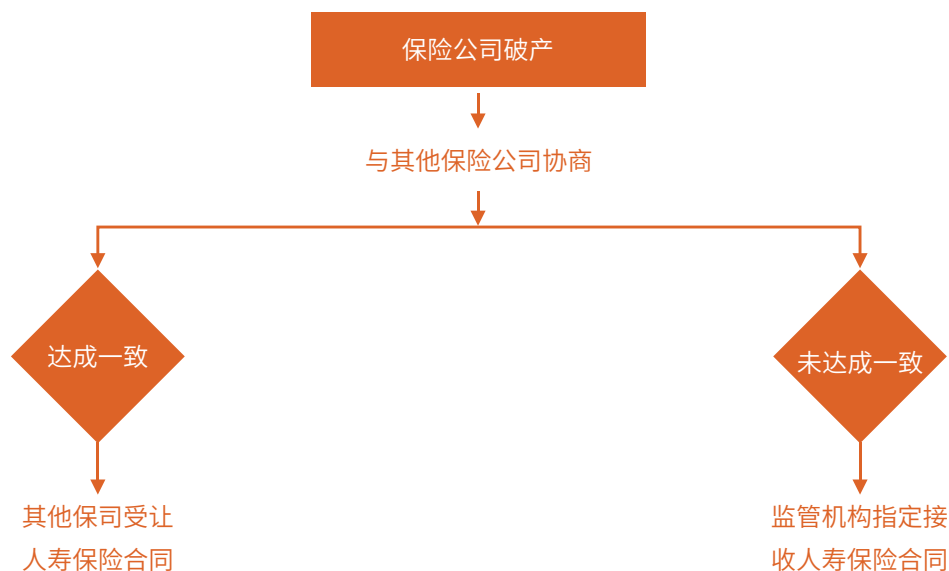 保险公司破产
与其他保险公司协商
达成一致
未达成一致
其他保司受让
人寿保险合同
监管机构指定接
收人寿保险合同